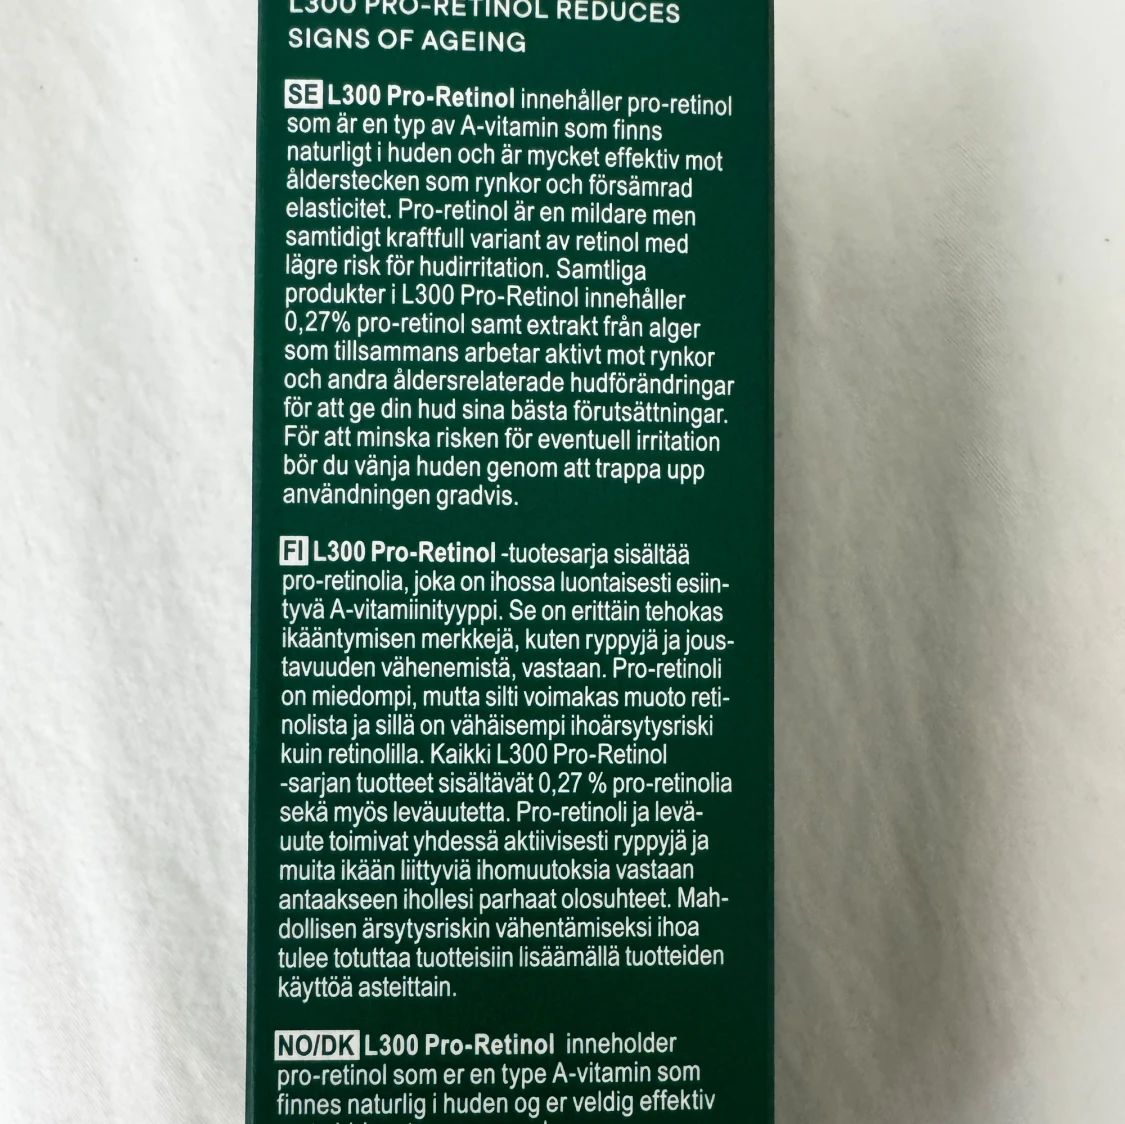 L300 PRO-RETINOL REDUCES
SIGNS OF AGEING
SE L300 Pro-Retinol innehåller pro-retinol
som är en typ av A-vitamin som finns
naturligt i huden och är mycket effektiv mot
ålderstecken som rynkor och försämrad
elasticitet. Pro-retinol är en mildare men
samtidigt kraftfull variant av retinol med
lägre risk för hudirritation. Samtliga
produkter i L300 Pro-Retinol innehåller
0,27% pro-retinol samt extrakt från alger
som tillsammans arbetar aktivt mot rynkor
och andra åldersrelaterade hudförändringar
för att ge din hud sina bästa förutsättningar.
För att minska risken för eventuell irritation
bör du vänja huden genom att trappa upp
användningen gradvis.
FI L300 Pro-Retinol -tuotesarja sisältää
pro-retinolia, joka on ihossa luontaisesti esiin-
tyvä A-vitamiinityyppi. Se on erittäin tehokas
ikääntymisen merkkejä, kuten ryppyjä ja jous-
tavuuden vähenemistä, vastaan. Pro-retinoli
on miedompi, mutta silti voimakas muoto reti-
nolista ja sillä on vähäisempi ihoärsytysriski
kuin retinolilla. Kaikki L300 Pro-Retinol
-sarjan tuotteet sisältävät 0,27 % pro-retinolia
sekä myös leväuutetta. Pro-retinoli ja levä-
uute toimivat yhdessä aktiivisesti ryppyjä ja
muita ikään liittyviä ihomuutoksia vastaan
antaakseen ihollesi parhaat olosuhteet. Mah-
dollisen ärsytysriskin vähentämiseksi ihoa
tulee totuttaa tuotteisiin lisäämällä tuotteiden
käyttöä asteittain.
NO/DK L300 Pro-Retinol inneholder
pro-retinol som er en type A-vitamin som
finnes naturlig i huden og er veldig effektiv